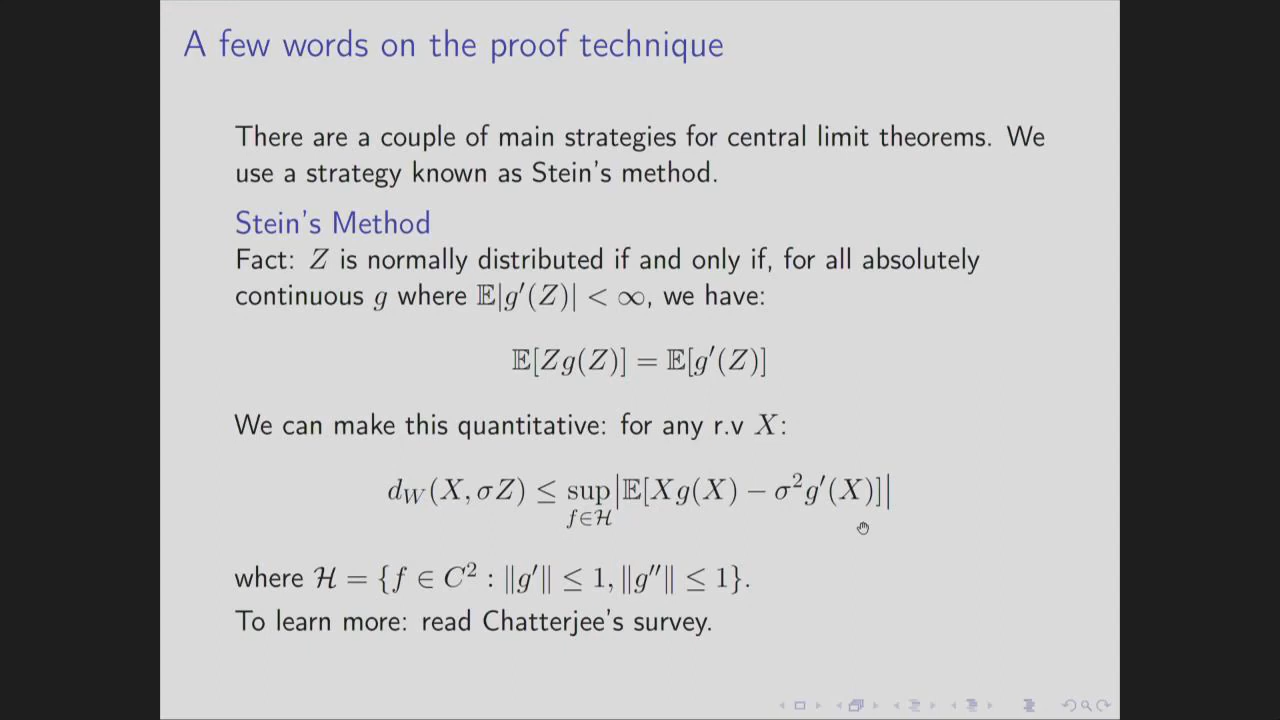 A few words on the proof technique
There are a couple of main strategies for central limit theorems. We
use a strategy known as Stein's method.
Stein's Method
Fact: Z is normally distributed if and only if, for all absolutely
continuous g where 𝔼|g′(Z)| < ∞, we have:
𝔼[Zg(Z)] = 𝔼[g′(Z)]
We can make this quantitative: for any r.v X:
d_W(X, σZ) ≤ sup_{f∈ℋ} |𝔼[Xg(X) − σ²g′(X)]|
where ℋ = {f ∈ C² : ‖g′‖ ≤ 1, ‖g″‖ ≤ 1}.
To learn more: read Chatterjee's survey.